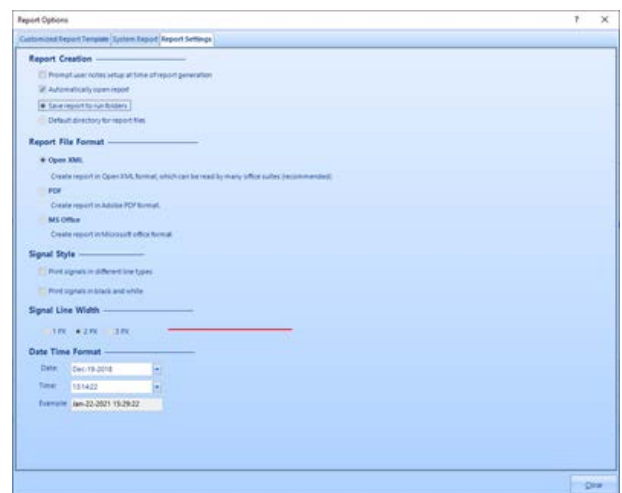 Report Options
? X
Customized Report Template System Report Report Settings
Report Creation
Prompt user notes setup at time of report generation
Automatically open report
Save report to run folders
Default directory for report files
Report File Format
Open XML
Create report in Open XML format, which can be read by many office suites (recommended).
PDF
Create report in Adobe PDF format.
MS Office
Create report in Microsoft office format.
Signal Style
Print signals in different line types
Print signals in black and white
Signal Line Width
1 PX 2 PX 3 PX
Date Time Format
Date: Dec-19-2018
Time: 13:14:22
Example: Jan-22-2021 15:29:22
Close